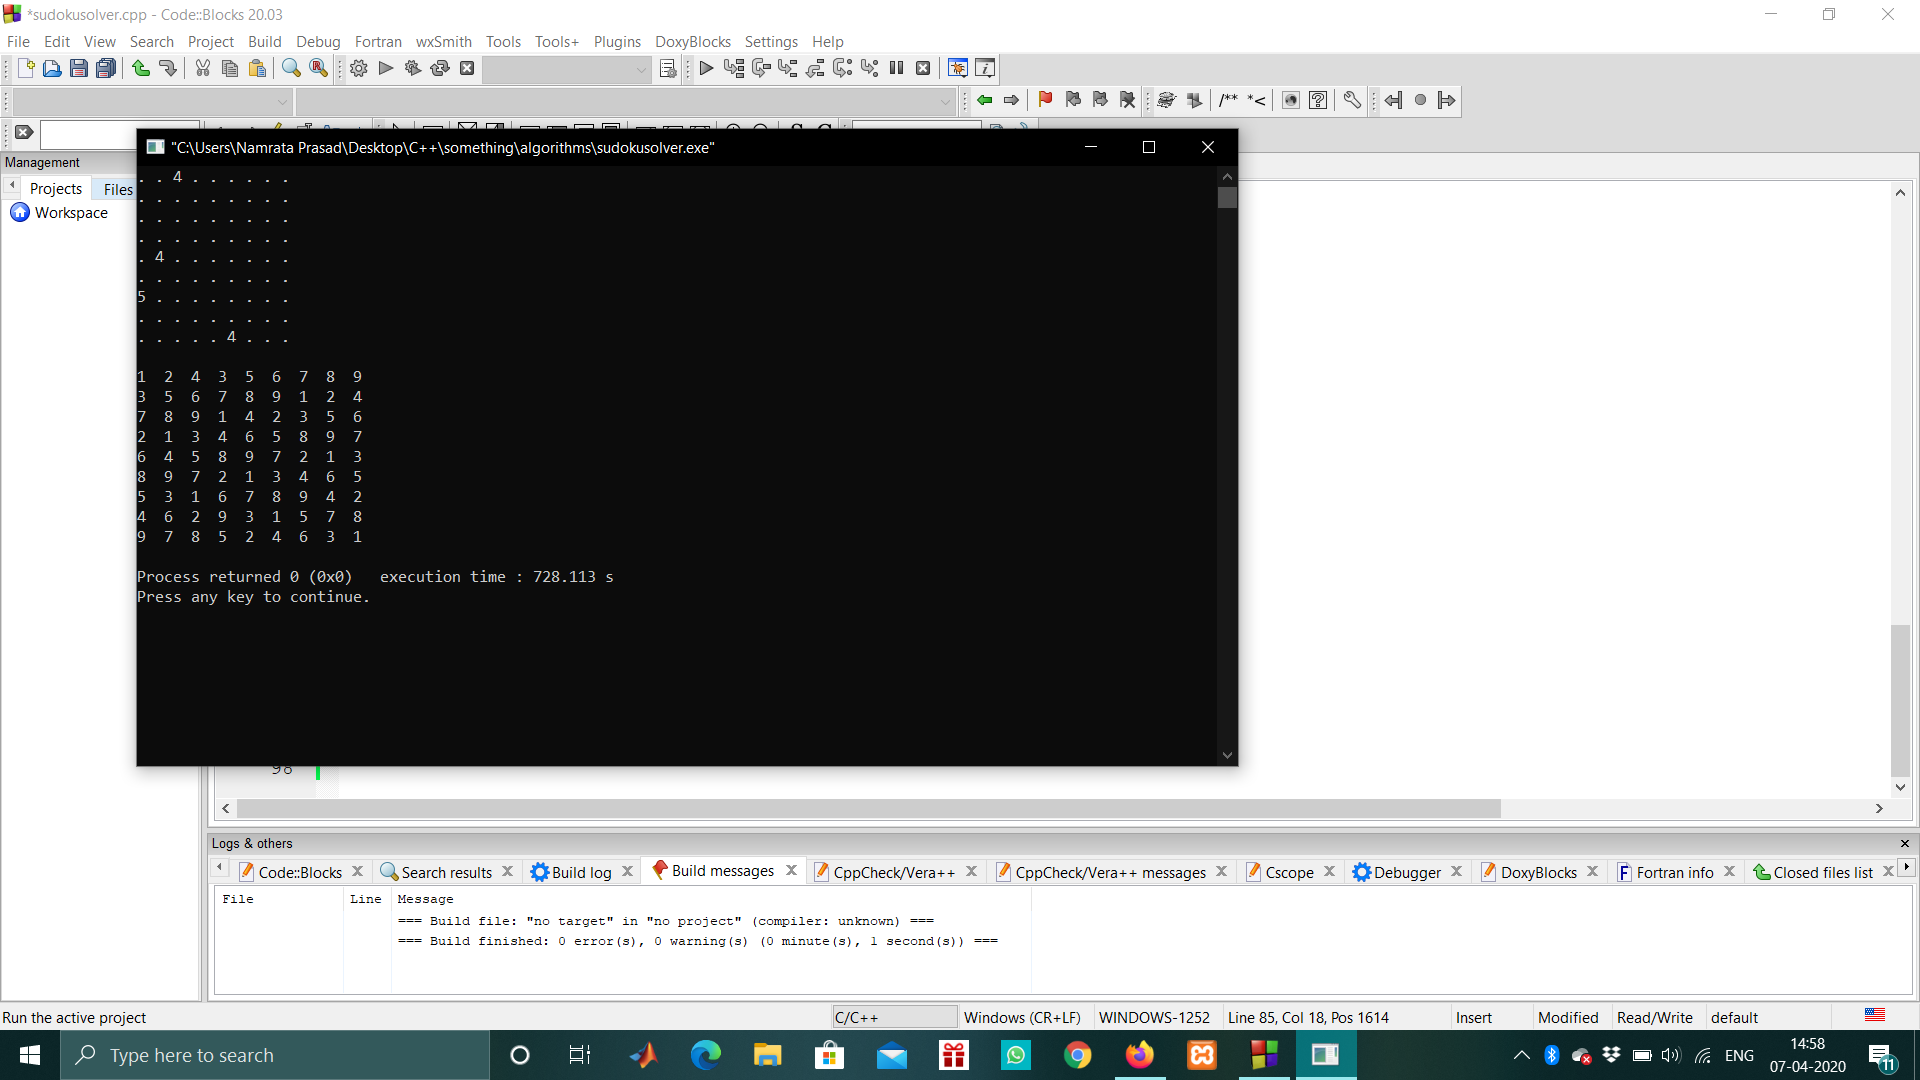 *sudokusolver.cpp - Code::Blocks 20.03
File Edit View Search Project Build Debug Fortran wxSmith Tools Tools+ Plugins DoxyBlocks Settings Help
/** *<
Management
Projects Files
Workspace
"C:\Users\Namrata Prasad\Desktop\C++\something\algorithms\sudokusolver.exe"
. . 4 . . . . . .
. . . . . . . . .
. . . . . . . . .
. . . . . . . . .
. 4 . . . . . . .
. . . . . . . . .
5 . . . . . . . .
. . . . . . . . .
. . . . . 4 . . .
1 2 4 3 5 6 7 8 9
3 5 6 7 8 9 1 2 4
7 8 9 1 4 2 3 5 6
2 1 3 4 6 5 8 9 7
6 4 5 8 9 7 2 1 3
8 9 7 2 1 3 4 6 5
5 3 1 6 7 8 9 4 2
4 6 2 9 3 1 5 7 8
9 7 8 5 2 4 6 3 1
Process returned 0 (0x0) execution time : 728.113 s
Press any key to continue.
98
Logs & others
Code::Blocks Search results Build log Build messages CppCheck/Vera++ CppCheck/Vera++ messages Cscope Debugger DoxyBlocks Fortran info Closed files list
File Line Message
=== Build file: "no target" in "no project" (compiler: unknown) ===
=== Build finished: 0 error(s), 0 warning(s) (0 minute(s), 1 second(s)) ===
Run the active project C/C++ Windows (CR+LF) WINDOWS-1252 Line 85, Col 18, Pos 1614 Insert Modified Read/Write default
Type here to search
ENG
14:58
07-04-2020
11